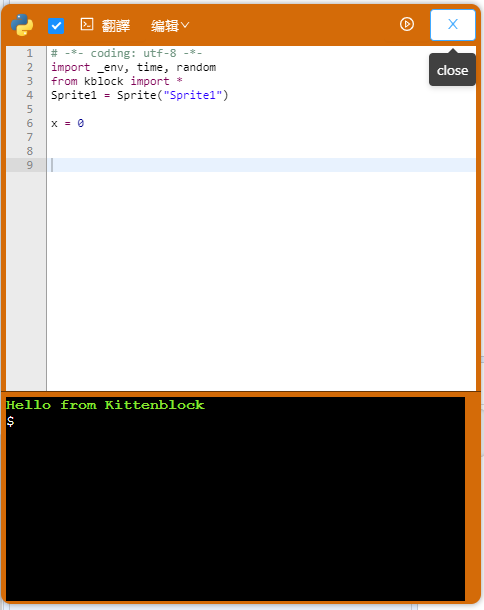 翻譯 编辑
close
1 # -*- coding: utf-8 -*-
2 import _env, time, random
3 from kblock import *
4 Sprite1 = Sprite("Sprite1")
5
6 x = 0
7
8
9
Hello from Kittenblock
$